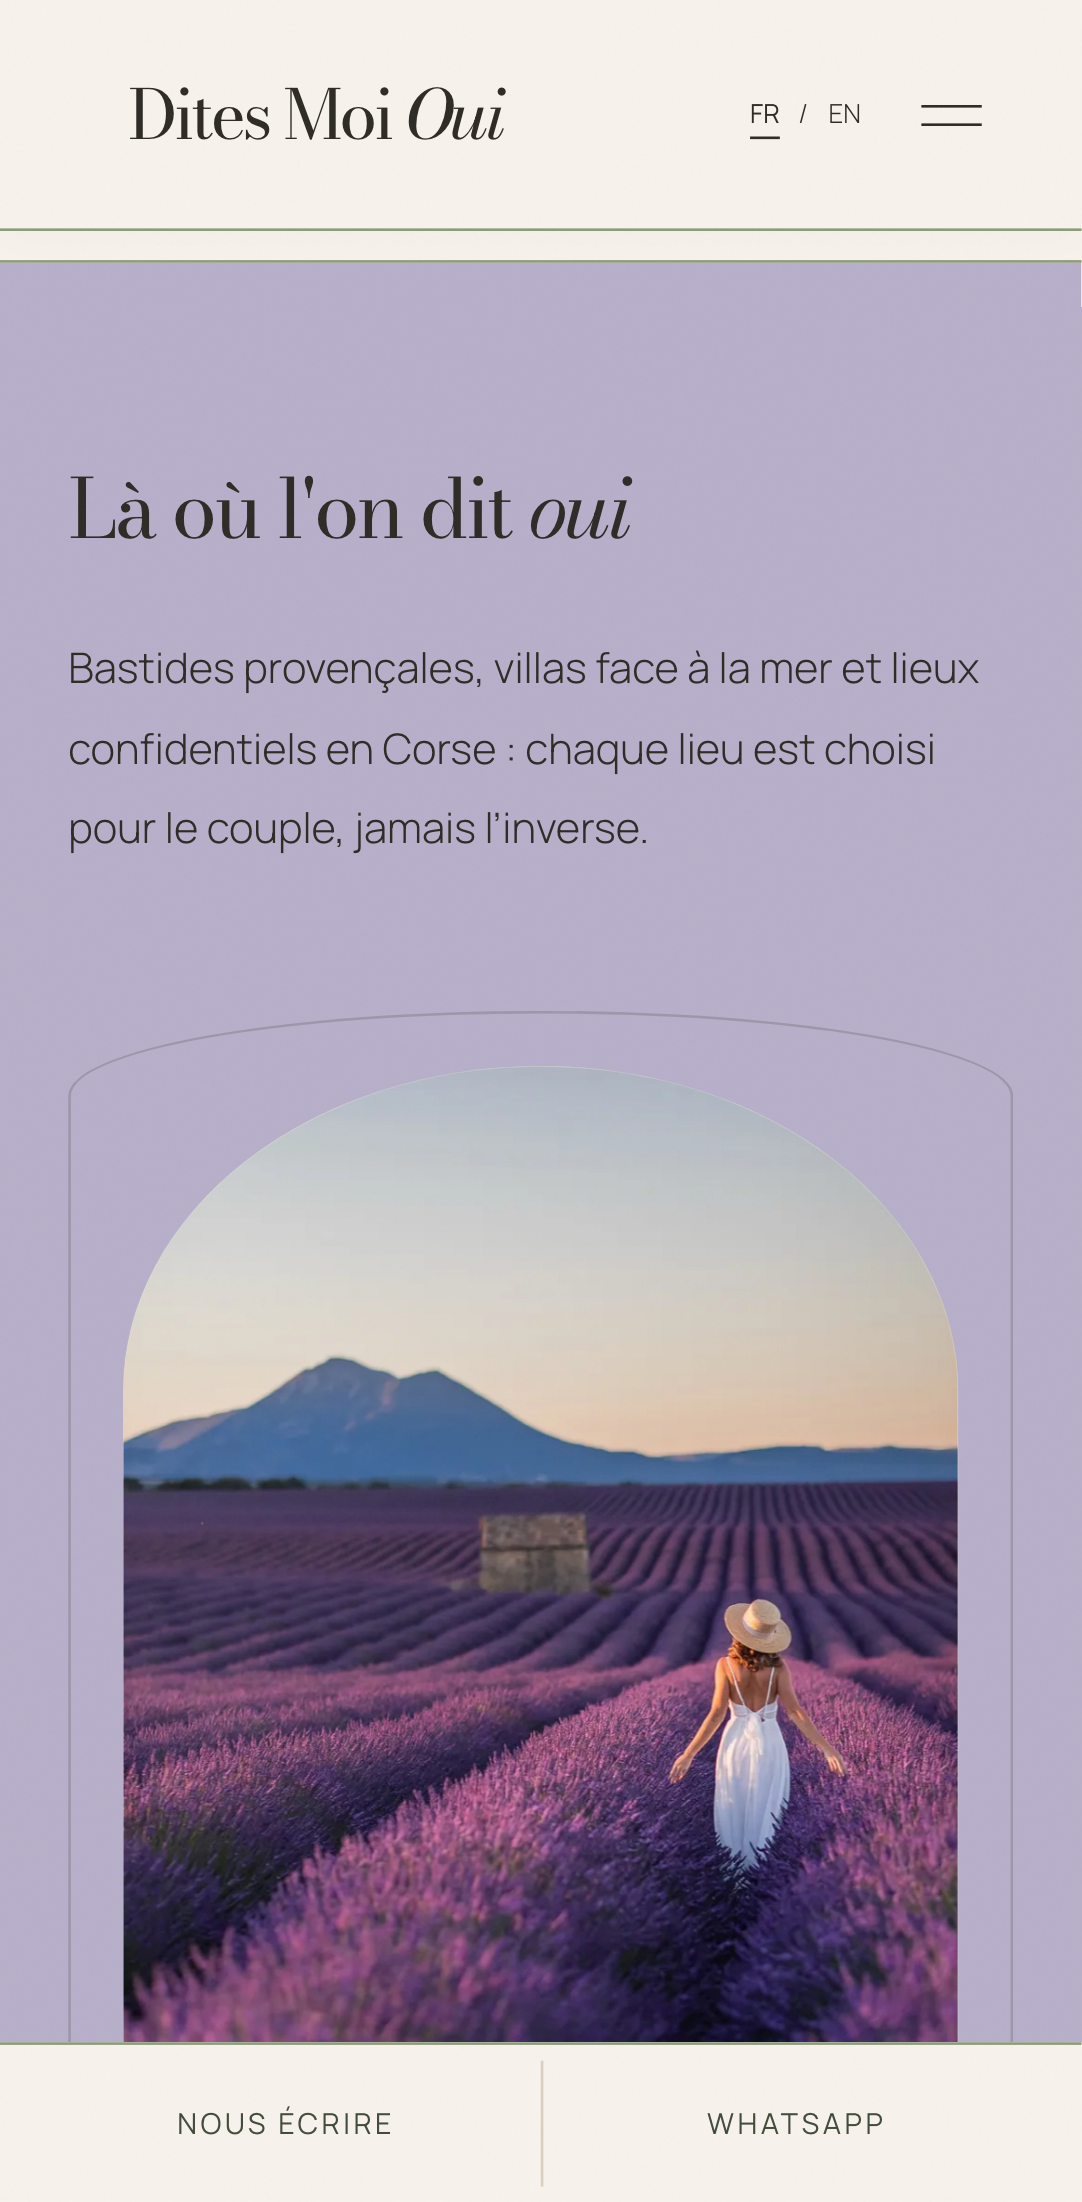 Dites Moi Oui
FR / EN
Là où l'on dit oui
Bastides provençales, villas face à la mer et lieux
confidentiels en Corse : chaque lieu est choisi
pour le couple, jamais l’inverse.
NOUS ÉCRIRE
WHATSAPP